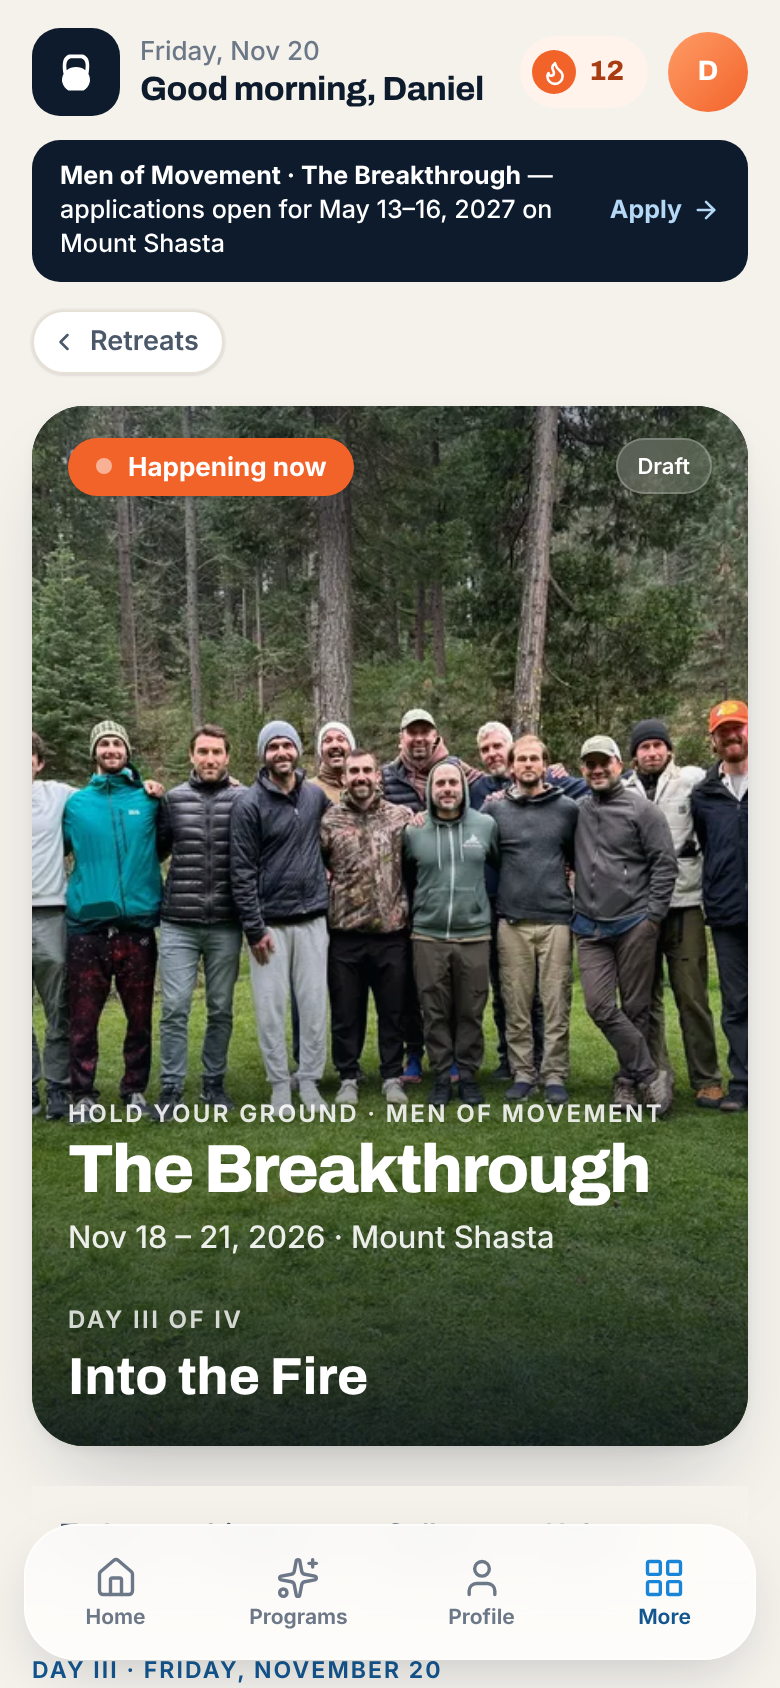 Friday, Nov 20
Good morning, Daniel
12
D
Men of Movement · The Breakthrough —
applications open for May 13–16, 2027 on
Mount Shasta
Apply →
Retreats
Happening now
Draft
HOLD YOUR GROUND · MEN OF MOVEMENT
The Breakthrough
Nov 18 – 21, 2026 · Mount Shasta
DAY III OF IV
Into the Fire
Home
Programs
Profile
More
DAY III · FRIDAY, NOVEMBER 20